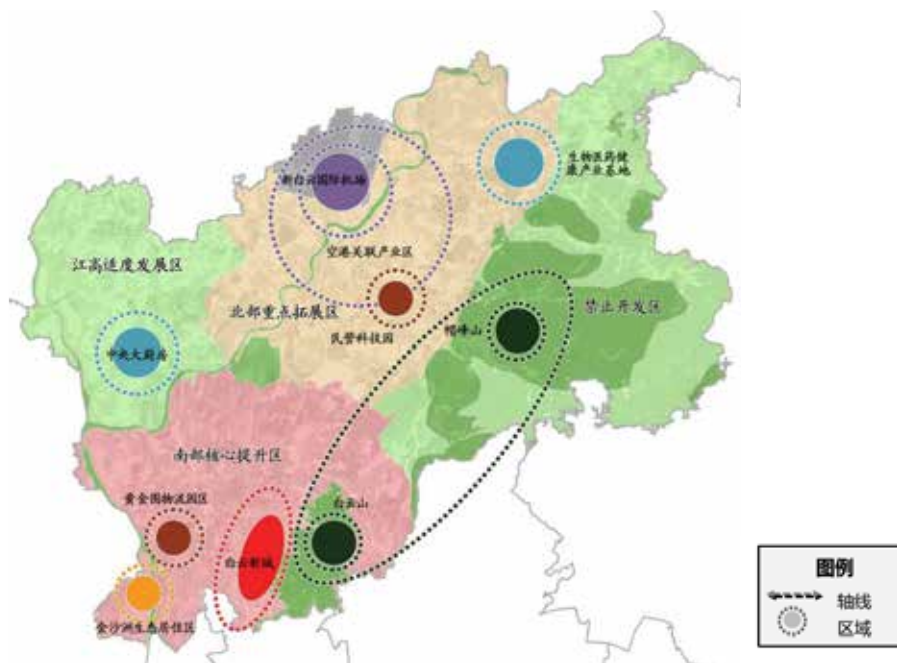 新白云国际机场
生物医药健
康产业基地
空港关联产业区
江高适度发展区
北部重点拓展区
禁止开发区
民营科技园
帽峰山
中央大厨房
南部核心提升区
黄金围物流园区
白云山
白云新城
金沙洲生态居住区
图例
轴线
区域